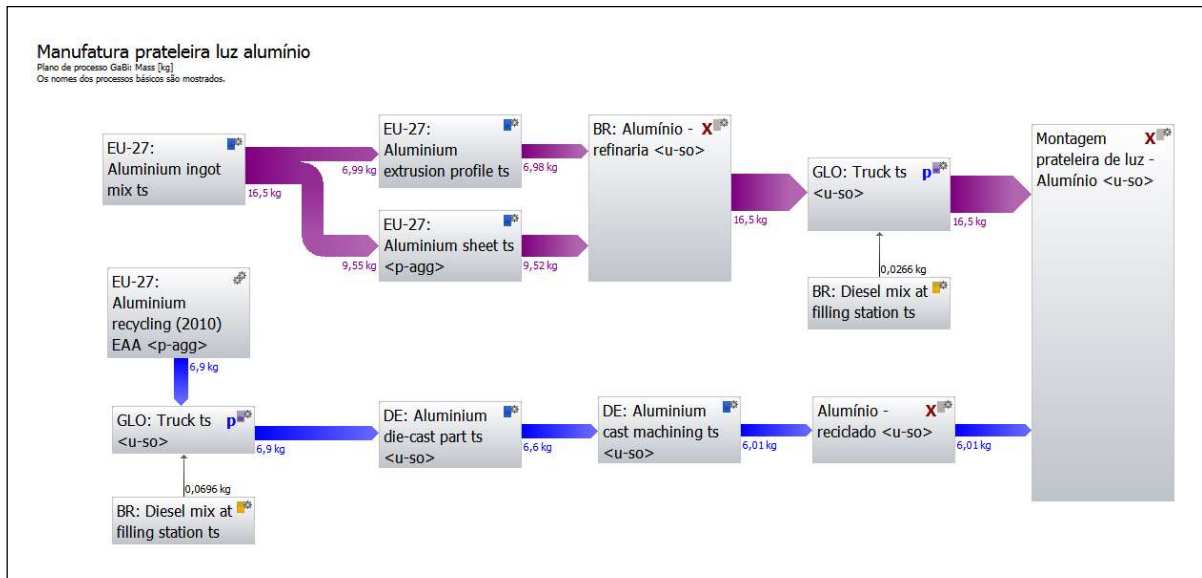 Manufatura prateleira luz alumínio
Plano de processo GaBi: Mass [kg]
Os nomes dos processos básicos são mostrados.
EU-27:
Aluminium ingot
mix ts
16,5 kg
6,99 kg
9,55 kg
EU-27:
Aluminium
extrusion profile ts
6,98 kg
EU-27:
Aluminium sheet ts
<p-agg>
9,52 kg
BR: Alumínio - X
refinaria <u-so>
16,5 kg
GLO: Truck ts p
<u-so>
16,5 kg
0,0266 kg
BR: Diesel mix at
filling station ts
Montagem X
prateleira de luz -
Alumínio <u-so>
EU-27:
Aluminium
recycling (2010)
EAA <p-agg>
6,9 kg
GLO: Truck ts p
<u-so>
6,9 kg
0,0696 kg
BR: Diesel mix at
filling station ts
DE: Aluminium
die-cast part ts
<u-so>
6,6 kg
DE: Aluminium
cast machining ts
<u-so>
6,01 kg
Alumínio - X
reciclado <u-so>
6,01 kg